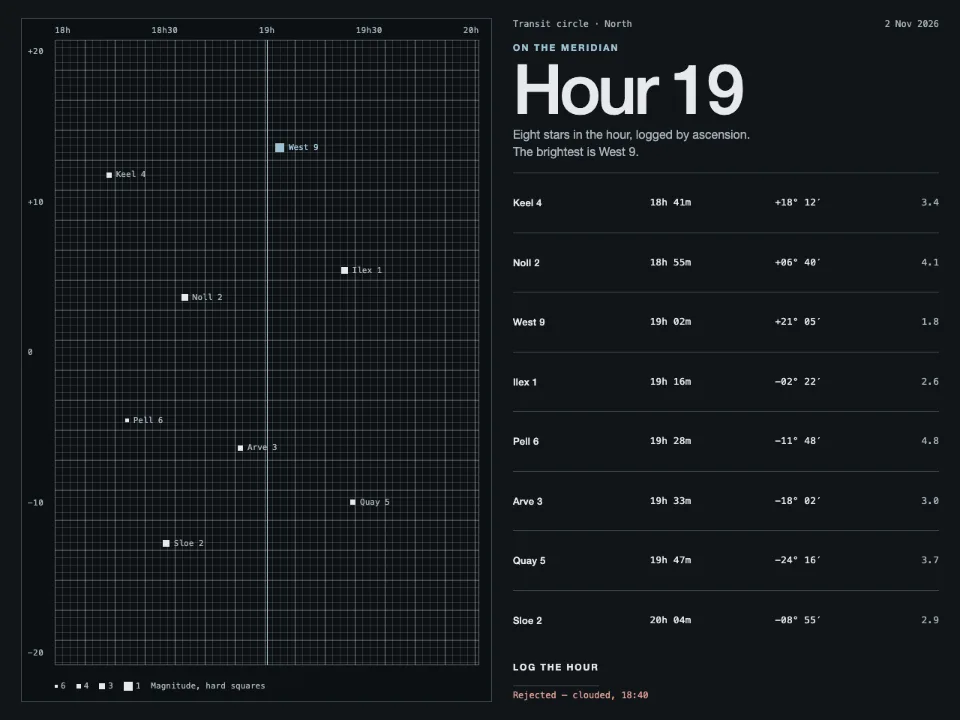 18h 18h30 19h 19h30 20h
+20
West 9
Keel 4
+10
Ilex 1
Noll 2
0
Pell 6
Arve 3
Quay 5
−10
Sloe 2
−20
6 4 3 1 Magnitude, hard squares
Transit circle · North 2 Nov 2026
ON THE MERIDIAN
Hour 19
Eight stars in the hour, logged by ascension.
The brightest is West 9.
Keel 4 18h 41m +18° 12′ 3.4
Noll 2 18h 55m +06° 40′ 4.1
West 9 19h 02m +21° 05′ 1.8
Ilex 1 19h 16m −02° 22′ 2.6
Pell 6 19h 28m −11° 48′ 4.8
Arve 3 19h 33m −18° 02′ 3.0
Quay 5 19h 47m −24° 16′ 3.7
Sloe 2 20h 04m −08° 55′ 2.9
LOG THE HOUR
Rejected — clouded, 18:40